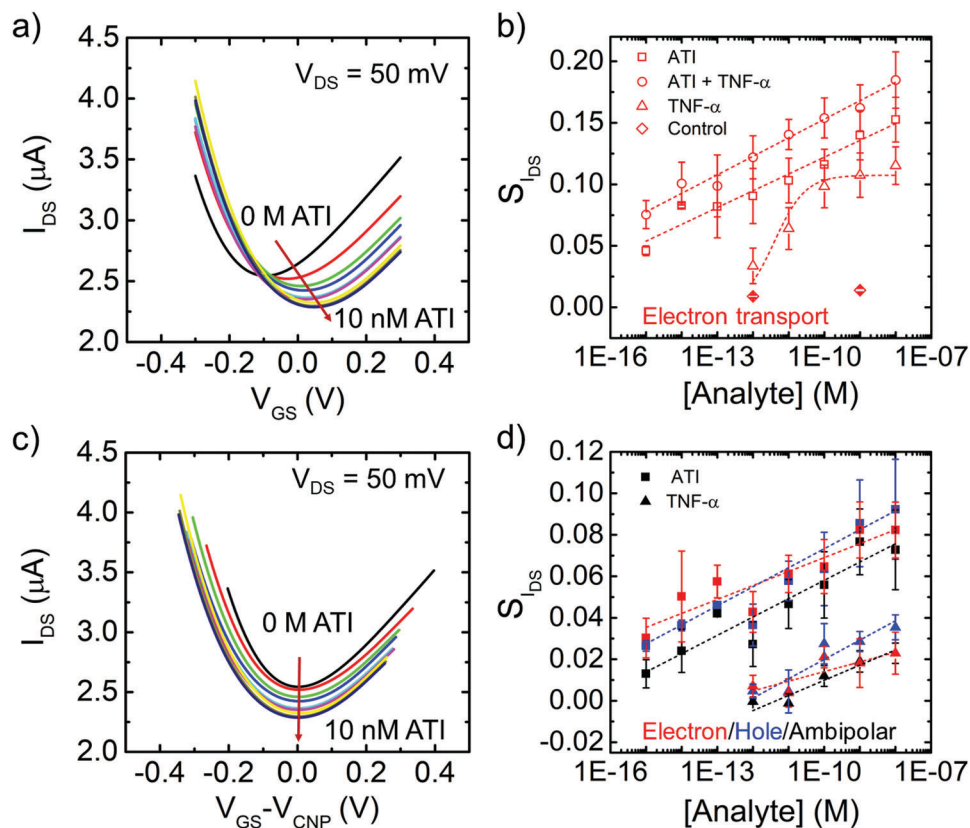 a)
4.5
4.0
3.5
3.0
2.5
2.0
I_DS (µA)
V_DS = 50 mV
0 M ATI
10 nM ATI
-0.4 -0.2 0.0 0.2 0.4
V_GS (V)
b)
0.20
0.15
0.10
0.05
0.00
S_I_DS
ATI
ATI + TNF-α
TNF-α
Control
Electron transport
1E-16 1E-13 1E-10 1E-07
[Analyte] (M)
c)
4.5
4.0
3.5
3.0
2.5
2.0
I_DS (µA)
V_DS = 50 mV
0 M ATI
10 nM ATI
-0.4 -0.2 0.0 0.2 0.4
V_GS-V_CNP (V)
d)
0.12
0.10
0.08
0.06
0.04
0.02
0.00
-0.02
S_I_DS
ATI
TNF-α
Electron/Hole/Ambipolar
1E-16 1E-13 1E-10 1E-07
[Analyte] (M)